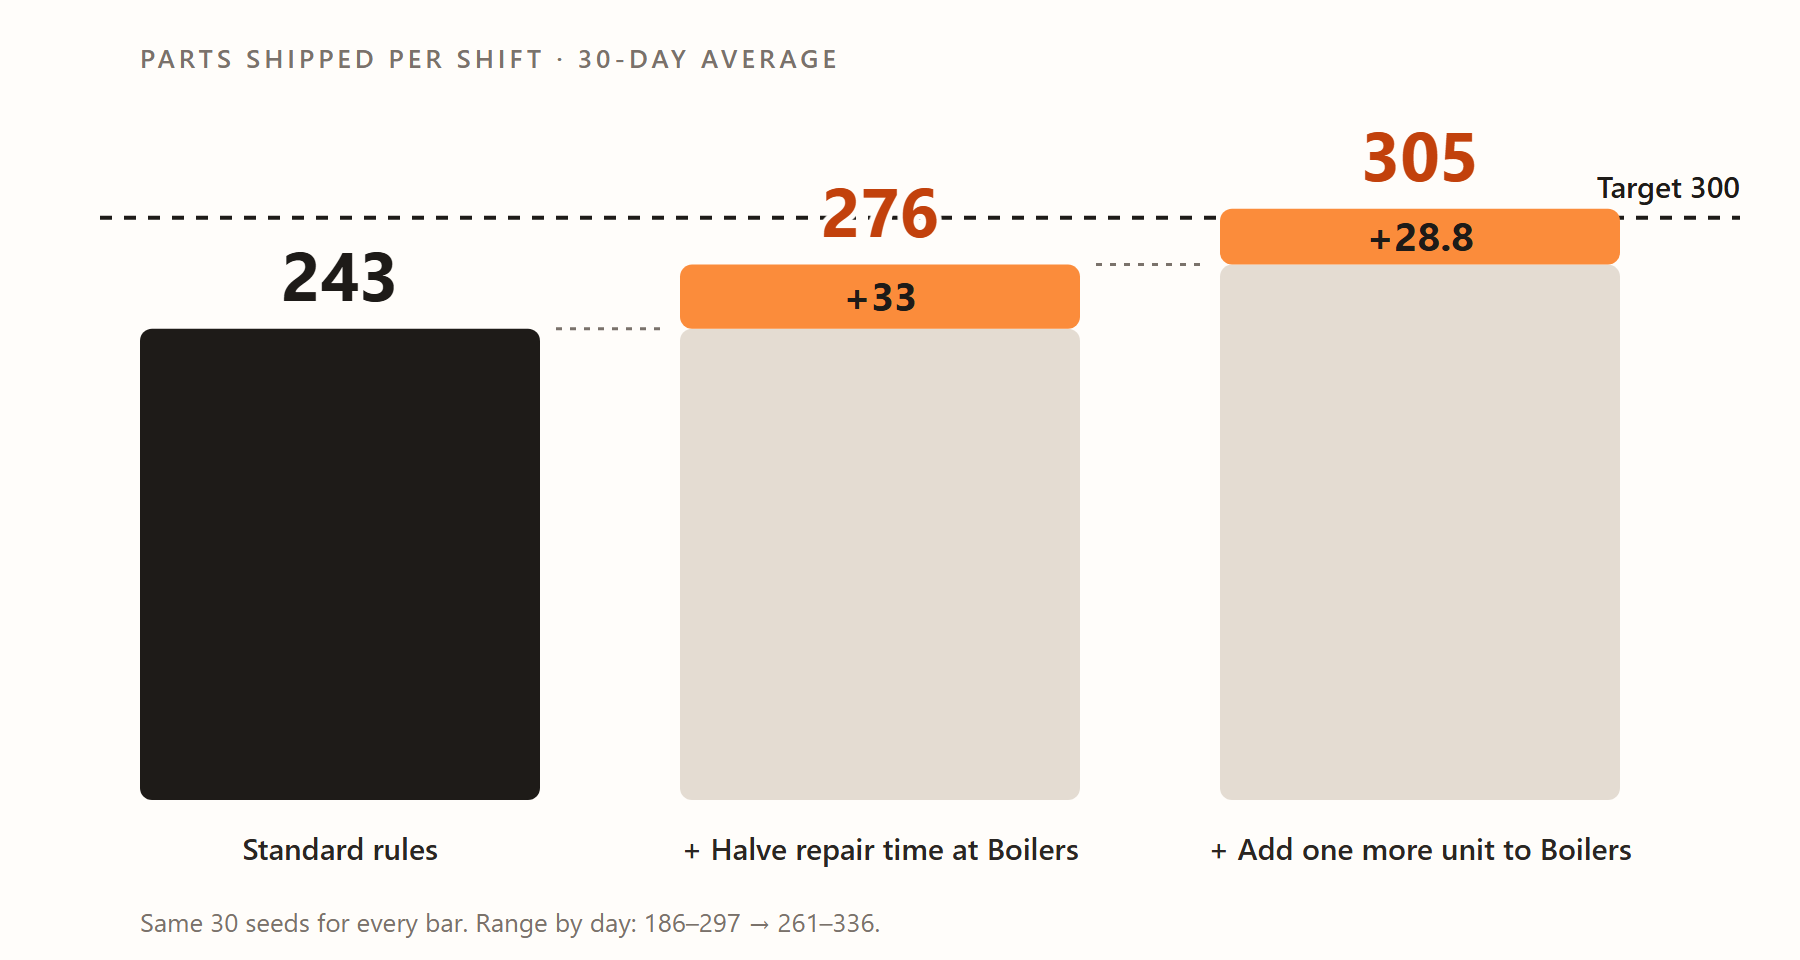 PARTS SHIPPED PER SHIFT · 30-DAY AVERAGE
305
Target 300
276
+28.8
243
+33
Standard rules
+ Halve repair time at Boilers
+ Add one more unit to Boilers
Same 30 seeds for every bar. Range by day: 186–297 → 261–336.